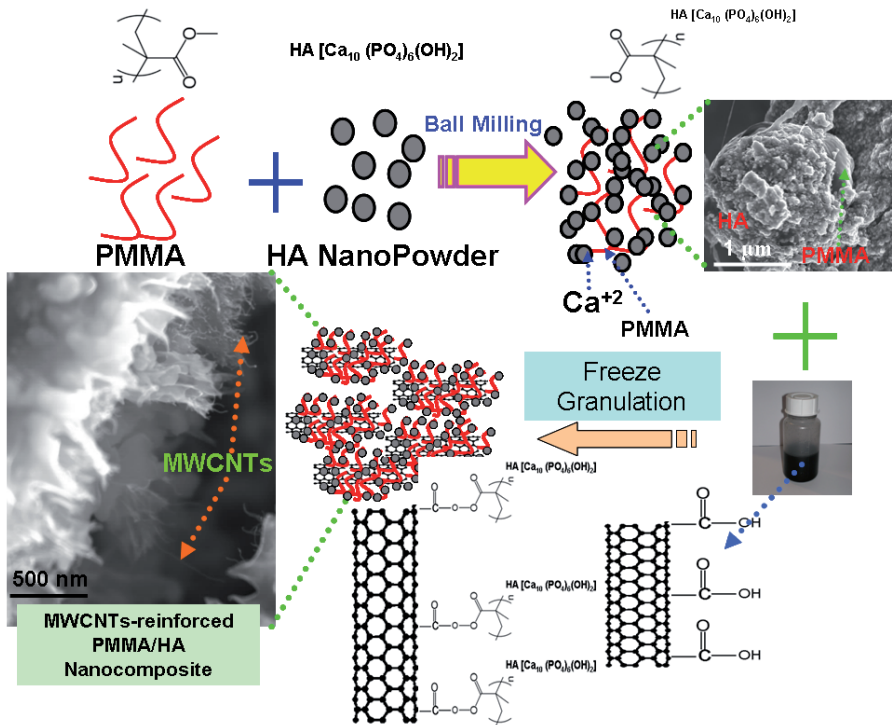 O
O
n
HA [Ca10 (PO4)6(OH)2]
HA [Ca10 (PO4)6(OH)2]
O
O
n
Ball Milling
PMMA
HA NanoPowder
HA
1 μm
PMMA
Ca+2
PMMA
Freeze
Granulation
MWCNTs
500 nm
MWCNTs-reinforced
PMMA/HA
Nanocomposite
HA [Ca10 (PO4)6(OH)2]
O
C
O
O
O
n
HA [Ca10 (PO4)6(OH)2]
O
C
O
O
O
n
HA [Ca10 (PO4)6(OH)2]
O
C
O
O
O
n
O
C
OH
O
C
OH
O
C
OH